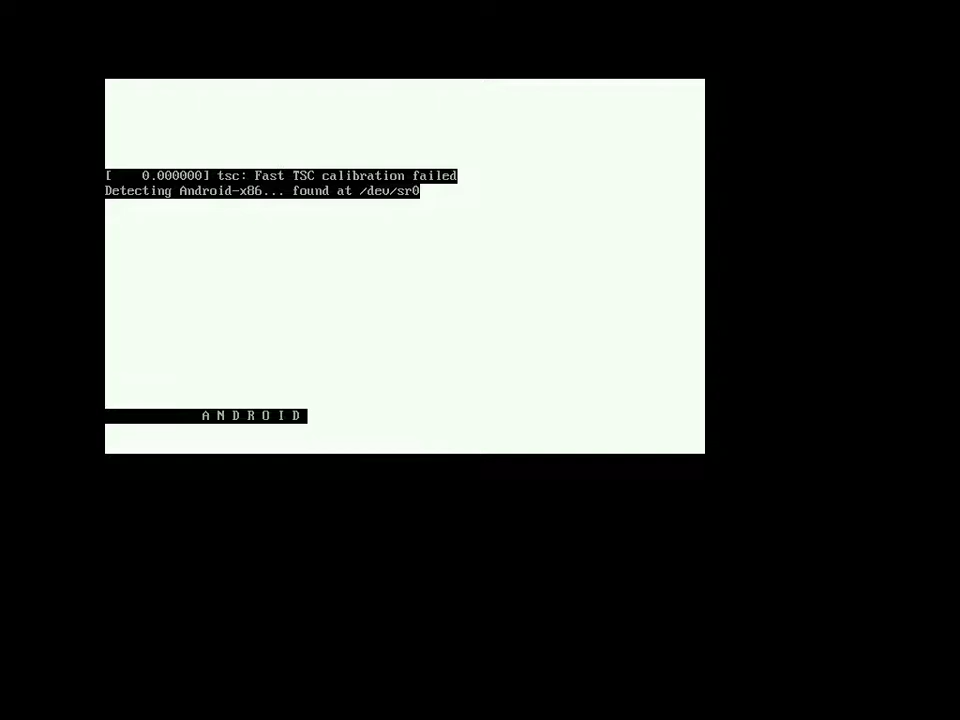 [    0.000000] tsc: Fast TSC calibration failed
Detecting Android-x86... found at /dev/sr0
A N D R O I D